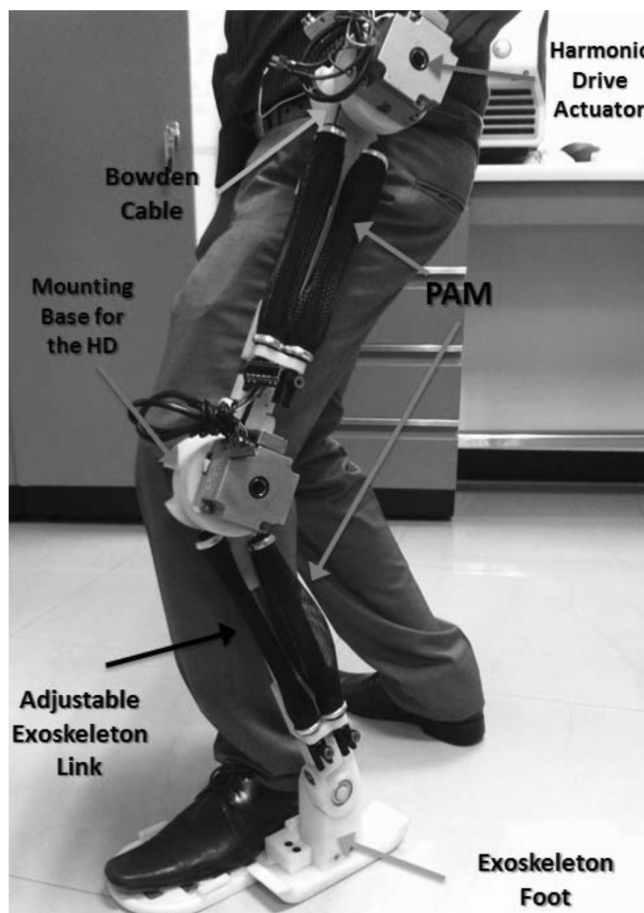 Harmonic
Drive
Actuator
Bowden
Cable
PAM
Mounting
Base for
the HD
Adjustable
Exoskeleton
Link
Exoskeleton
Foot